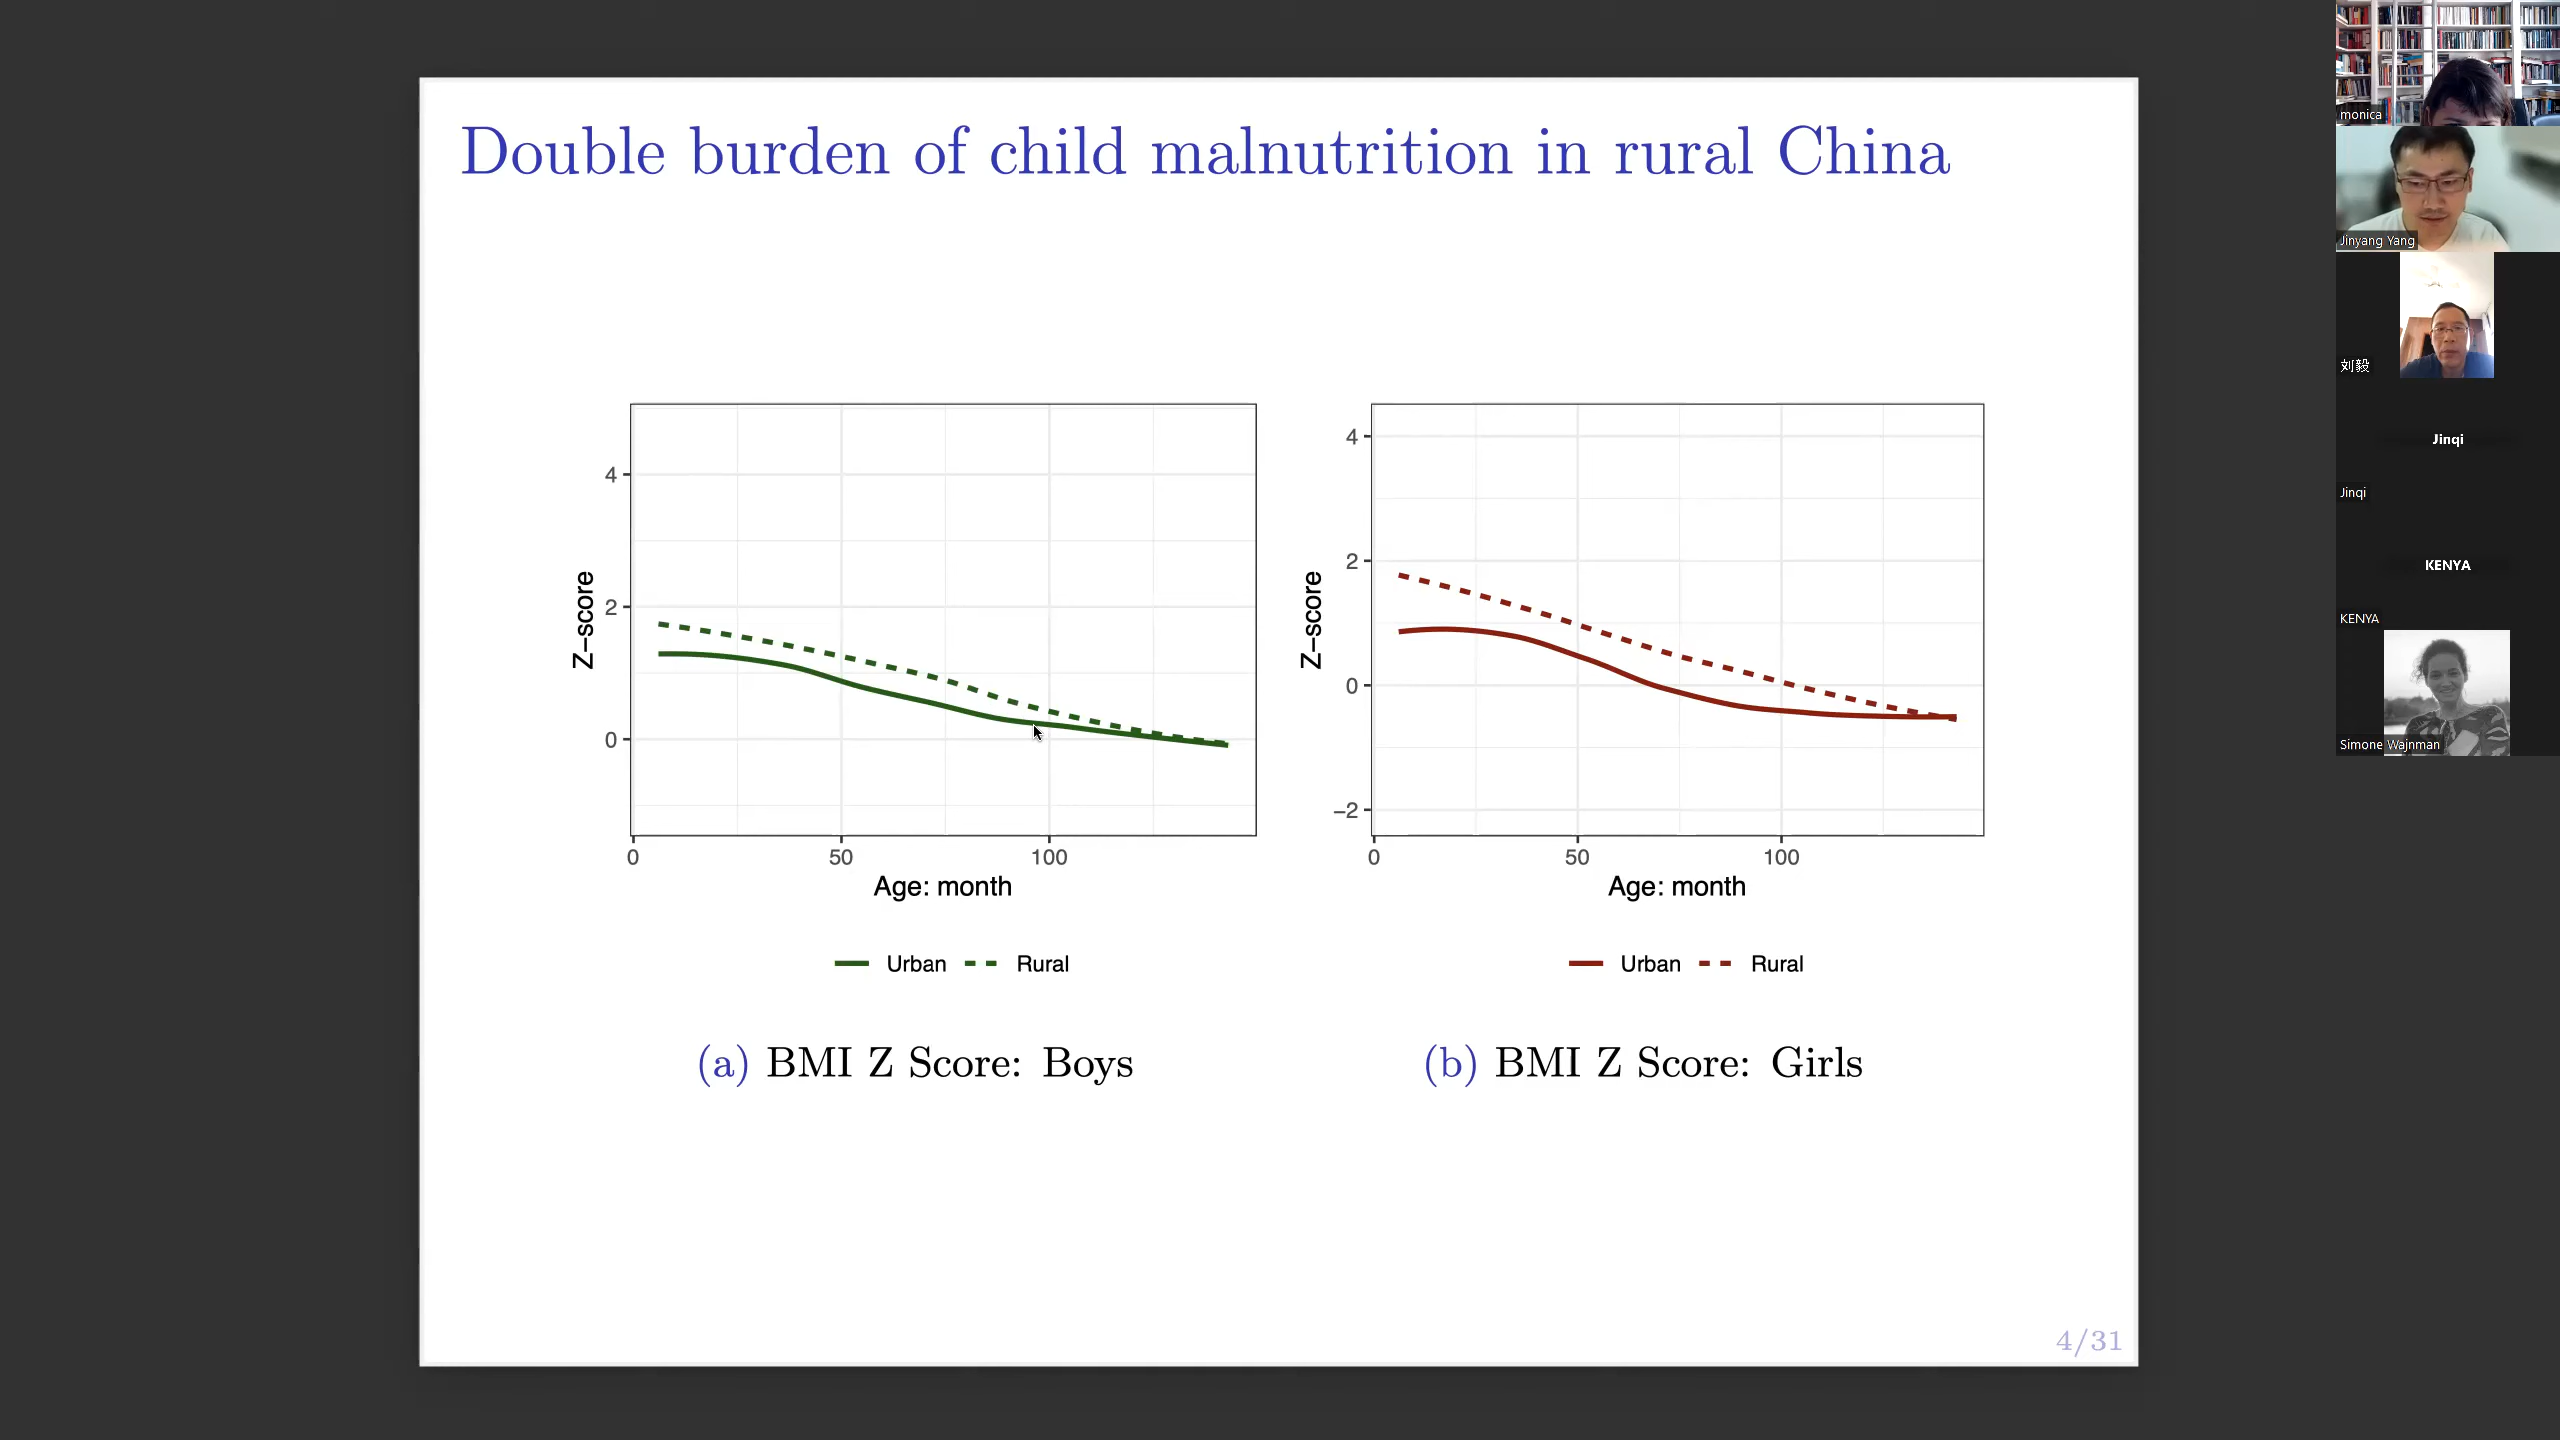 Double burden of child malnutrition in rural China
Z−score
4
2
0
0
50
100
Age: month
Urban
Rural
(a) BMI Z Score: Boys
Z−score
4
2
0
−2
0
50
100
Age: month
Urban
Rural
(b) BMI Z Score: Girls
4/31
monica
Jinyang Yang
刘毅
Jinqi
Jinqi
KENYA
KENYA
Simone Wajnman